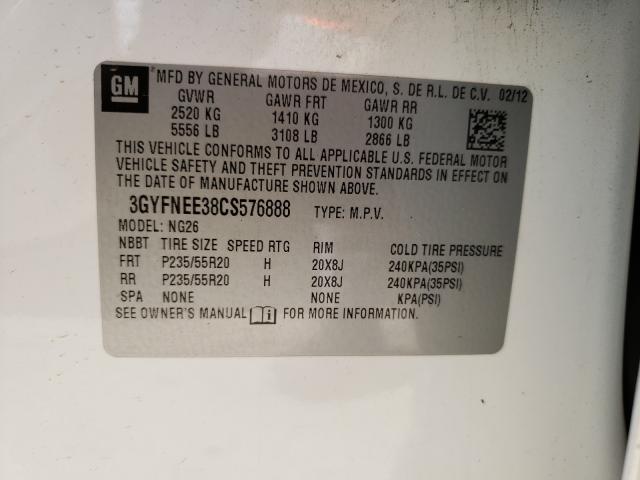 GM
MFD BY GENERAL MOTORS DE MEXICO, S. DE R.L. DE C.V. 02/12
GVWR GAWR FRT GAWR RR
2520 KG 1410 KG 1300 KG
5556 LB 3108 LB 2866 LB
THIS VEHICLE CONFORMS TO ALL APPLICABLE U.S. FEDERAL MOTOR
VEHICLE SAFETY AND THEFT PREVENTION STANDARDS IN EFFECT ON
THE DATE OF MANUFACTURE SHOWN ABOVE.
3GYFNEE38CS576888 TYPE: M.P.V.
MODEL: NG26
NBBT TIRE SIZE SPEED RTG RIM COLD TIRE PRESSURE
FRT P235/55R20 H 20X8J 240KPA(35PSI)
RR P235/55R20 H 20X8J 240KPA(35PSI)
SPA NONE NONE KPA(PSI)
SEE OWNER'S MANUAL i FOR MORE INFORMATION.